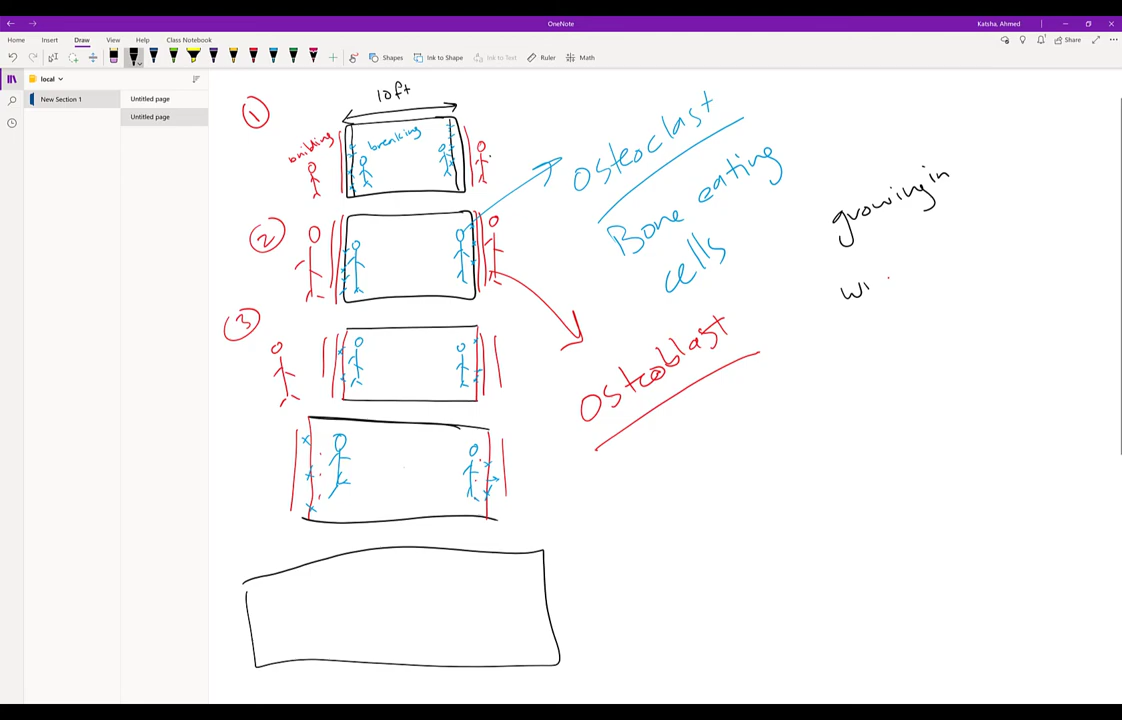 OneNote
Katsha, Ahmed
Home Insert Draw View Help Class Notebook
Share
Shapes Ink to Shape Ink to Text Ruler Math
local
New Section 1
Untitled page
Untitled page
1
10ft
building
breaking
2
3
osteoclast
Bone eating
cells
osteoblast
growing in
wi